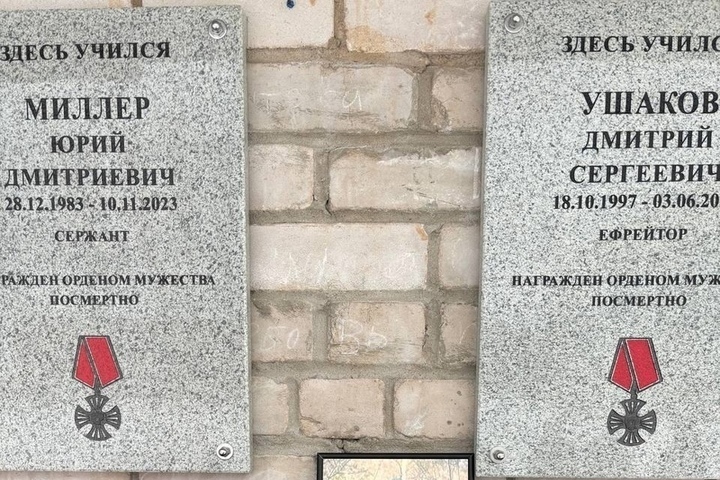 ЗДЕСЬ УЧИЛСЯ
МИЛЛЕР
ЮРИЙ
ДМИТРИЕВИЧ
28.12.1983 - 10.11.2023
СЕРЖАНТ
РАЖДЕН ОРДЕНОМ МУЖЕСТВА
ПОСМЕРТНО
ЗДЕСЬ УЧИЛС
УШАКОВ
ДМИТРИЙ
СЕРГЕЕВИЧ
18.10.1997 - 03.06.20
ЕФРЕЙТОР
НАГРАЖДЕН ОРДЕНОМ МУЖ
ПОСМЕРТНО